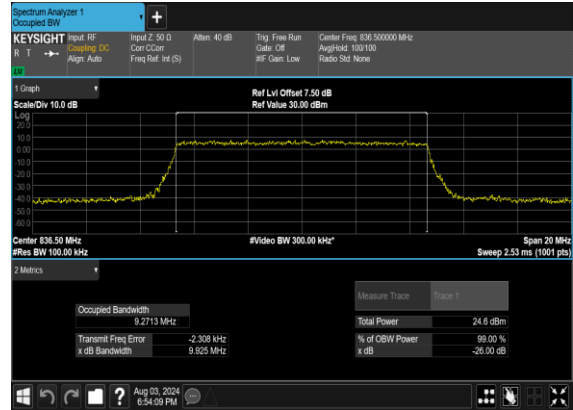 Spectrum Analyzer 1
Occupied BW
KEYSIGHT
R T
Input: RF
Coupling: DC
Align: Auto
Input Z: 50 Ω
Corr CCorr
Freq Ref: Int (S)
Atten: 40 dB
Trig: Free Run
Gate: Off
#IF Gain: Low
Center Freq: 836.500000 MHz
Avg|Hold: 100/100
Radio Std: None
1 Graph
Scale/Div 10.0 dB
Ref Lvl Offset 7.50 dB
Ref Value 30.00 dBm
Log
20.0
10.0
0.00
-10.0
-20.0
-30.0
-40.0
-50.0
-60.0
Center 836.50 MHz
#Res BW 100.00 kHz
#Video BW 300.00 kHz*
Span 20 MHz
Sweep 2.53 ms (1001 pts)
2 Metrics
Measure Trace Trace 1
Occupied Bandwidth
9.2713 MHz
Total Power 24.6 dBm
Transmit Freq Error -2.308 kHz
% of OBW Power 99.00 %
x dB Bandwidth 9.925 MHz
x dB -26.00 dB
?
Aug 03, 2024
6:54:09 PM